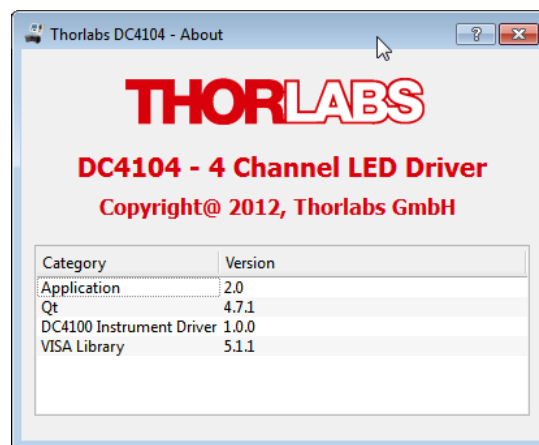 Thorlabs DC4104 - About
THORLABS
DC4104 - 4 Channel LED Driver
Copyright@ 2012, Thorlabs GmbH
Category Version
Application 2.0
Qt 4.7.1
DC4100 Instrument Driver 1.0.0
VISA Library 5.1.1